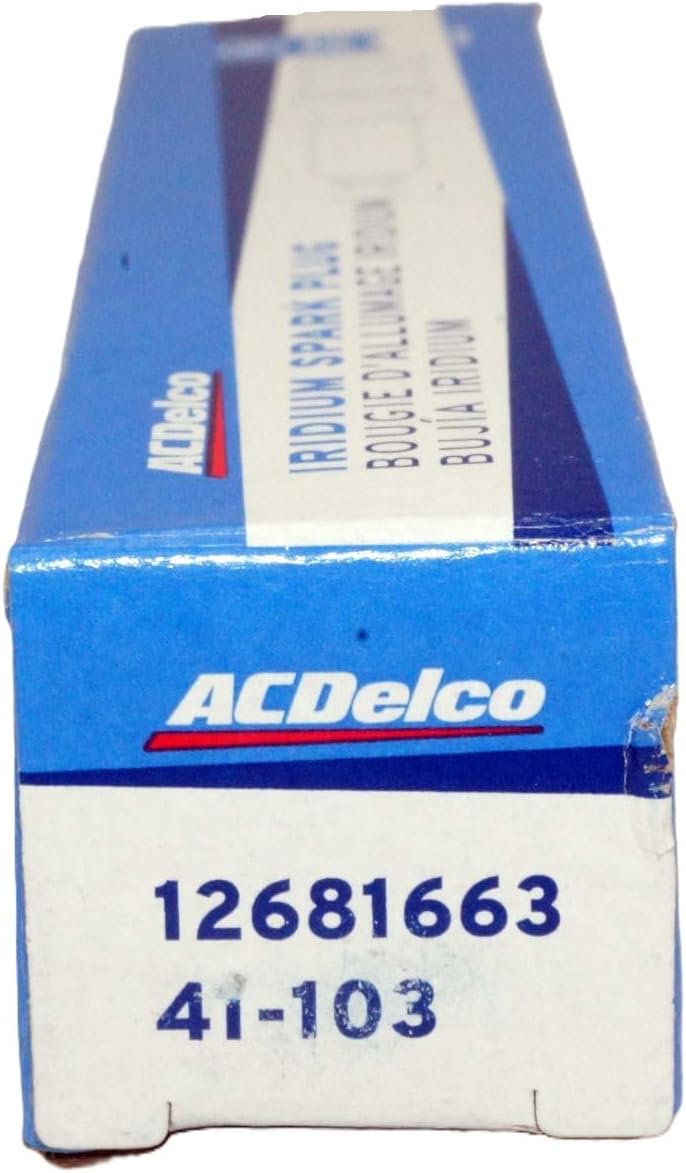 ACDelco
IRIDIUM SPARK PLUG
BOUGIE D'ALLUMAGE IRIDIUM
BUJÍA IRIDIUM
ACDelco
12681663
41-103